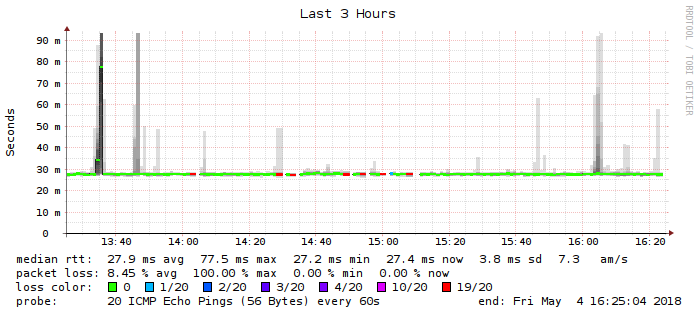 Last 3 Hours
RRDTOOL / TOBI OETIKER
Seconds
90 m
80 m
70 m
60 m
50 m
40 m
30 m
20 m
10 m
0
13:40 14:00 14:20 14:40 15:00 15:20 15:40 16:00 16:20
median rtt: 27.9 ms avg 77.5 ms max 27.2 ms min 27.4 ms now 3.8 ms sd 7.3 am/s
packet loss: 8.45 % avg 100.00 % max 0.00 % min 0.00 % now
loss color: 0 1/20 2/20 3/20 4/20 10/20 19/20
probe: 20 ICMP Echo Pings (56 Bytes) every 60s end: Fri May 4 16:25:04 2018